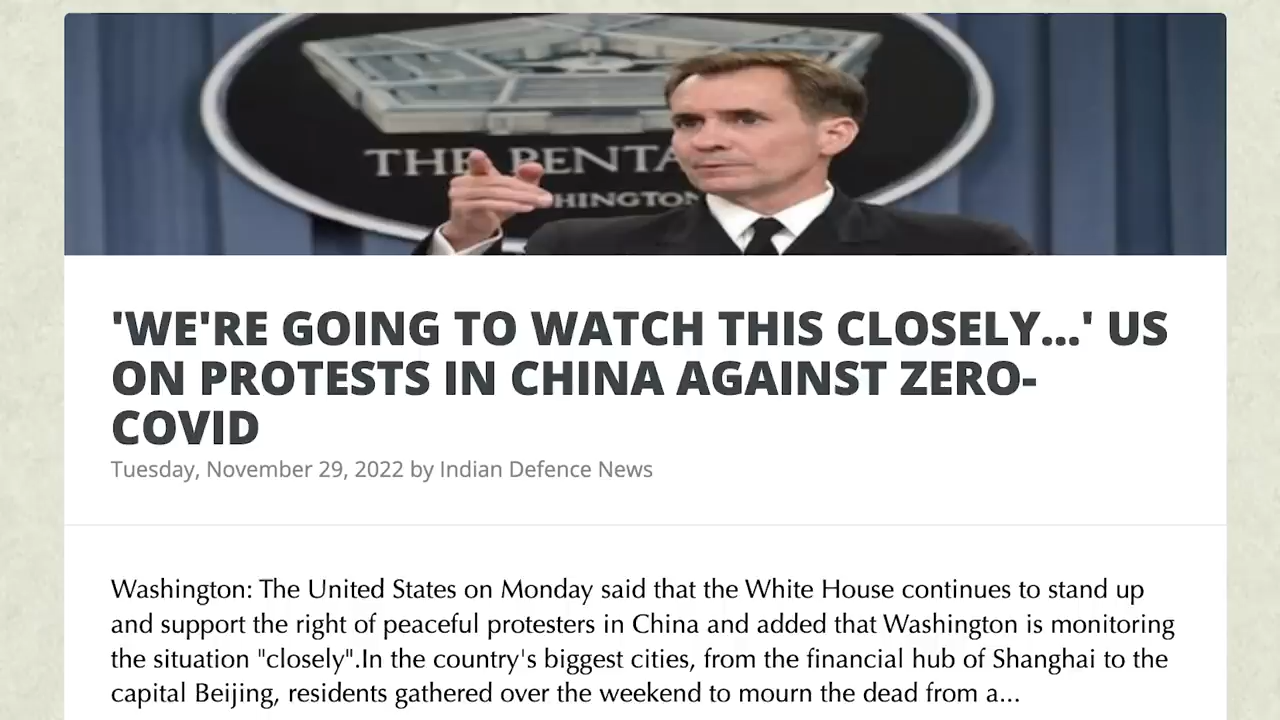 THE PENTA
HINGTON
'WE'RE GOING TO WATCH THIS CLOSELY...' US
ON PROTESTS IN CHINA AGAINST ZERO-
COVID
Tuesday, November 29, 2022 by Indian Defence News
Washington: The United States on Monday said that the White House continues to stand up
and support the right of peaceful protesters in China and added that Washington is monitoring
the situation "closely".In the country's biggest cities, from the financial hub of Shanghai to the
capital Beijing, residents gathered over the weekend to mourn the dead from a...